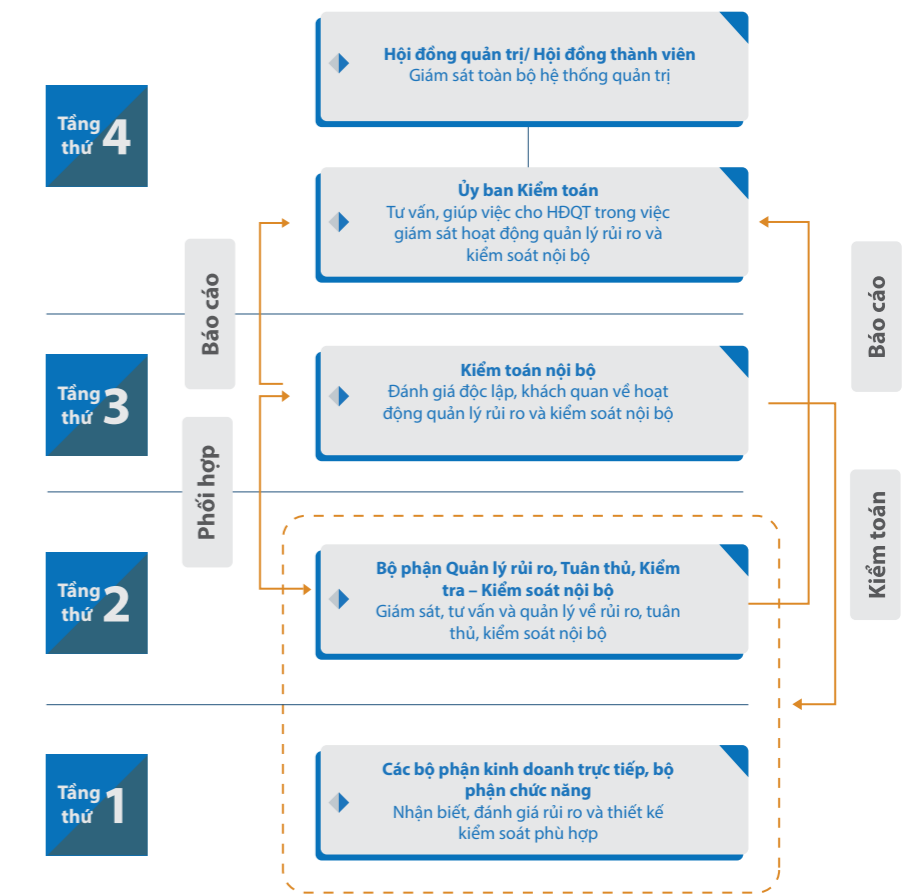 Hội đồng quản trị/ Hội đồng thành viên
Giám sát toàn bộ hệ thống quản trị
Tầng
thứ 4
Ủy ban Kiểm toán
Tư vấn, giúp việc cho HĐQT trong việc
giám sát hoạt động quản lý rủi ro và
kiểm soát nội bộ
Báo cáo
Báo cáo
Tầng
thứ 3
Kiểm toán nội bộ
Đánh giá độc lập, khách quan về hoạt
động quản lý rủi ro và kiểm soát nội bộ
Phối hợp
Kiểm toán
Tầng
thứ 2
Bộ phận Quản lý rủi ro, Tuân thủ, Kiểm
tra – Kiểm soát nội bộ
Giám sát, tư vấn và quản lý về rủi ro, tuân
thủ, kiểm soát nội bộ
Tầng
thứ 1
Các bộ phận kinh doanh trực tiếp, bộ
phận chức năng
Nhận biết, đánh giá rủi ro và thiết kế
kiểm soát phù hợp